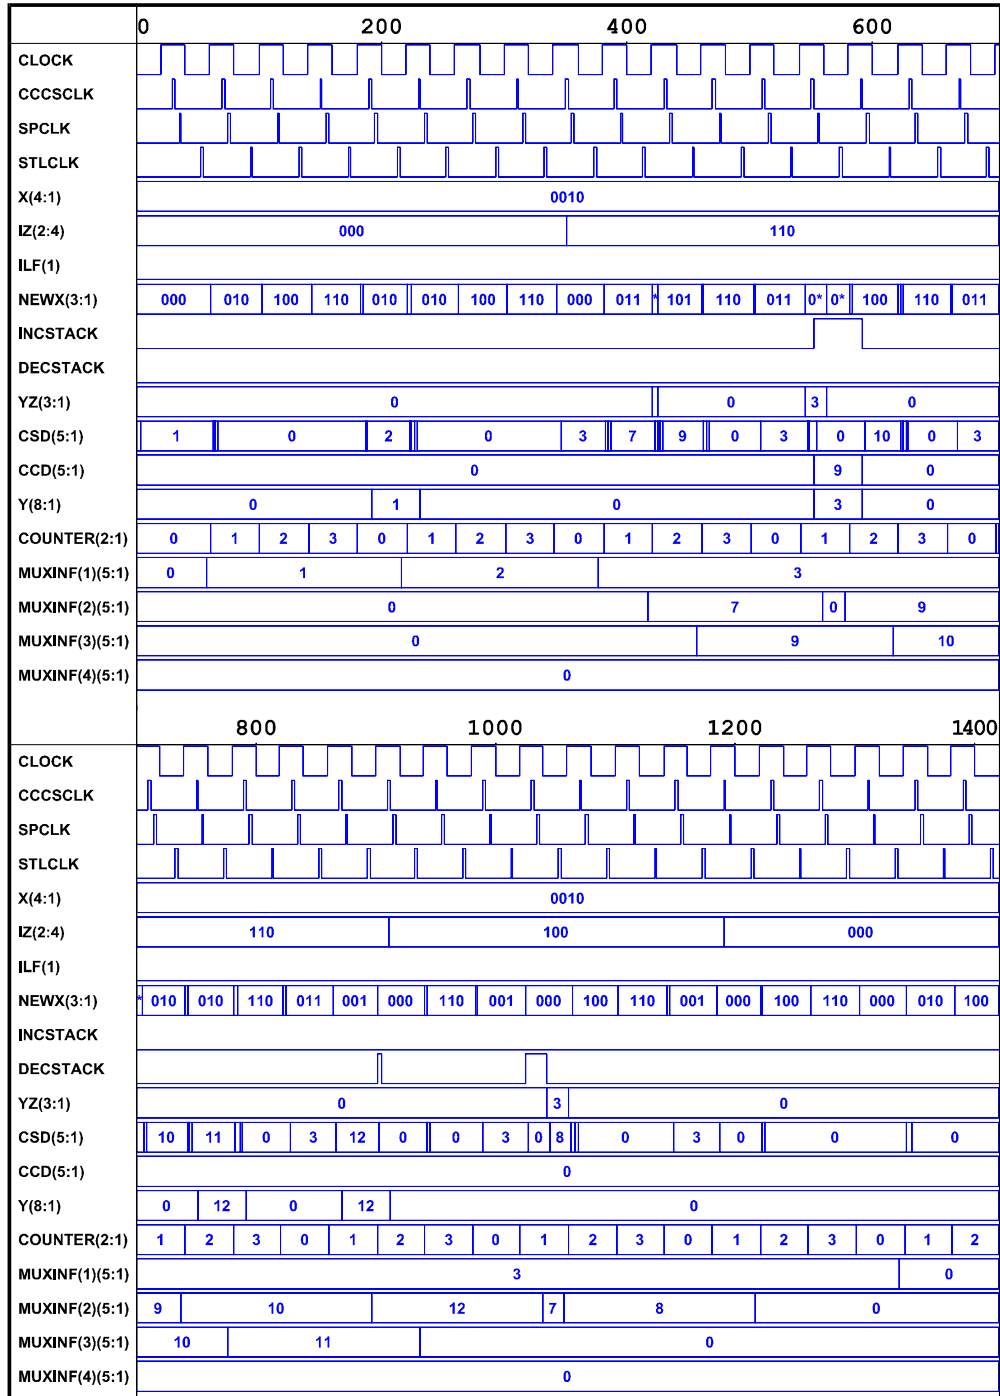 0 200 400 600
CLOCK
CCCSCLK
SPCLK
STLCLK
X(4:1) 0010
IZ(2:4) 000 110
ILF(1)
NEWX(3:1) 000 010 100 110 010 010 100 110 000 011 * 101 110 011 0* 0* 100 110 011
INCSTACK
DECSTACK
YZ(3:1) 0 0 3 0
CSD(5:1) 1 0 2 0 3 7 9 0 3 0 10 0 3
CCD(5:1) 0 9 0
Y(8:1) 0 1 0 3 0
COUNTER(2:1) 0 1 2 3 0 1 2 3 0 1 2 3 0 1 2 3 0
MUXINF(1)(5:1) 0 1 2 3
MUXINF(2)(5:1) 0 7 0 9
MUXINF(3)(5:1) 0 9 10
MUXINF(4)(5:1) 0
800 1000 1200 1400
CLOCK
CCCSCLK
SPCLK
STLCLK
X(4:1) 0010
IZ(2:4) 110 100 000
ILF(1)
NEWX(3:1) * 010 010 110 011 001 000 110 001 000 100 110 001 000 100 110 000 010 100
INCSTACK
DECSTACK
YZ(3:1) 0 3 0
CSD(5:1) 10 11 0 3 12 0 0 3 0 8 0 3 0 0 0
CCD(5:1) 0
Y(8:1) 0 12 0 12 0
COUNTER(2:1) 1 2 3 0 1 2 3 0 1 2 3 0 1 2 3 0 1 2
MUXINF(1)(5:1) 3 0
MUXINF(2)(5:1) 9 10 12 7 8 0
MUXINF(3)(5:1) 10 11 0
MUXINF(4)(5:1) 0